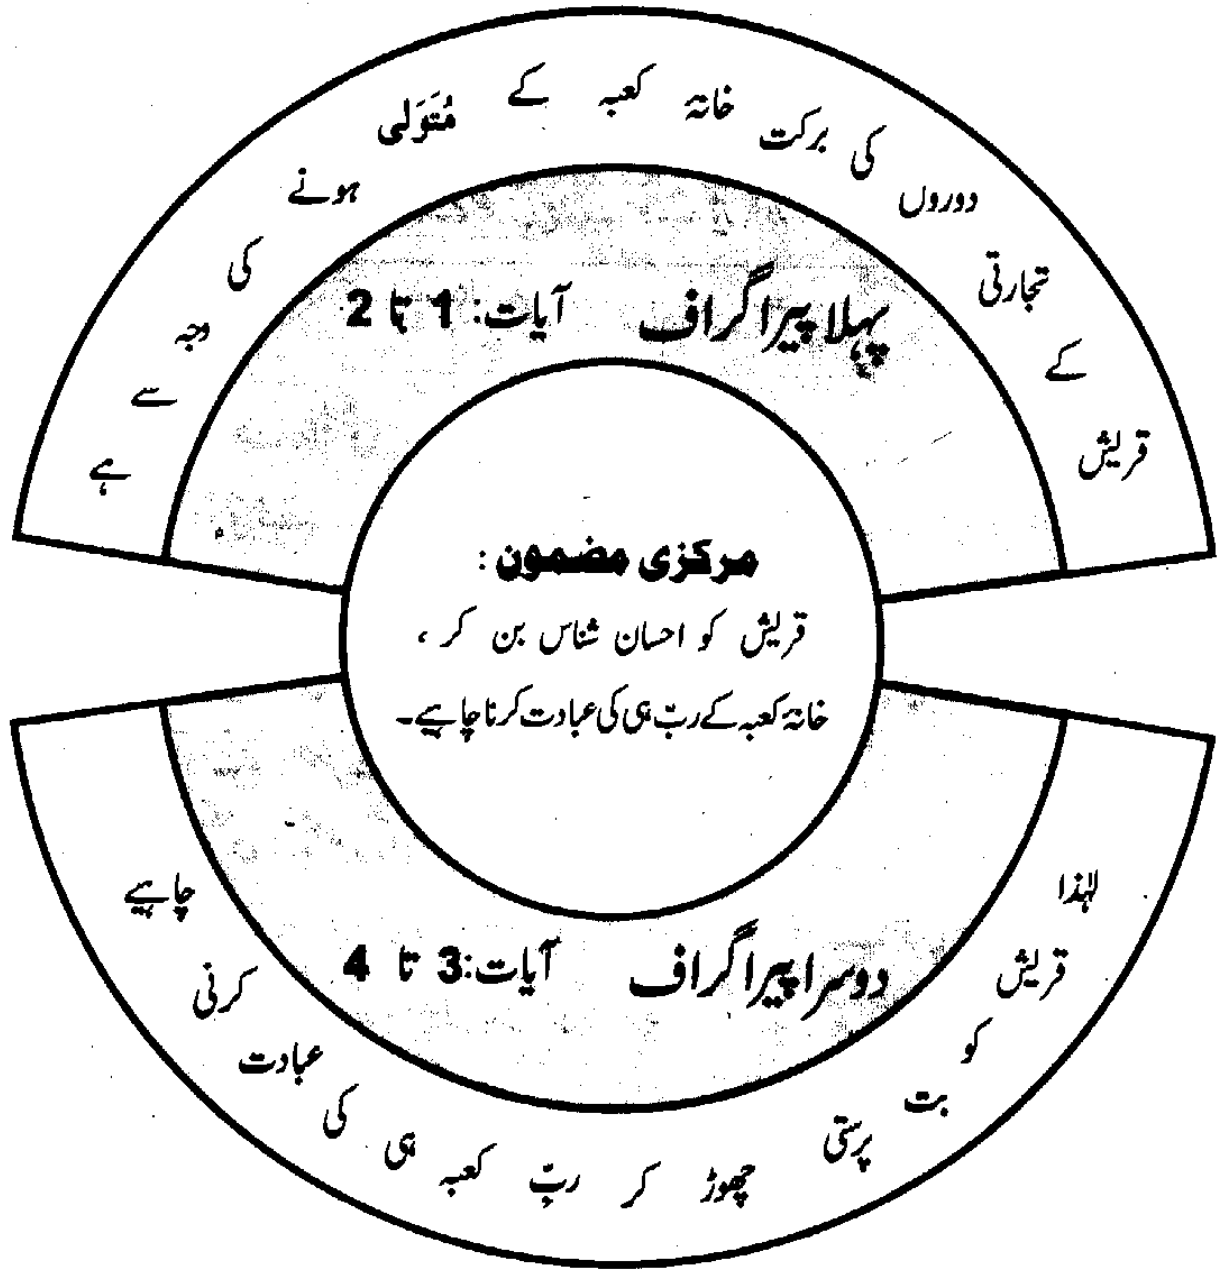 قریش کے تجارتی دوروں کی برکت خانۂ کعبہ کے مُتَوَلی ہونے کی وجہ سے ہے
پہلا پیراگراف آیات: 1 تا 2
مرکزی مضمون :
قریش کو احسان شناس بن کر ،
خانۂ کعبہ کے ربّ ہی کی عبادت کرنا چاہیے۔
دوسرا پیراگراف آیات: 3 تا 4
لہٰذا قریش کو بت پرستی چھوڑ کر ربِّ کعبہ ہی کی عبادت کرنی چاہیے